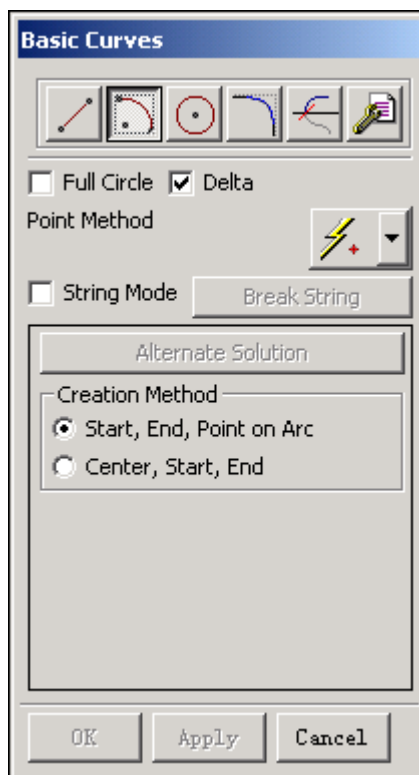 Basic Curves
Full Circle Delta
Point Method
String Mode Break String
Alternate Solution
Creation Method
Start, End, Point on Arc
Center, Start, End
OK Apply Cancel